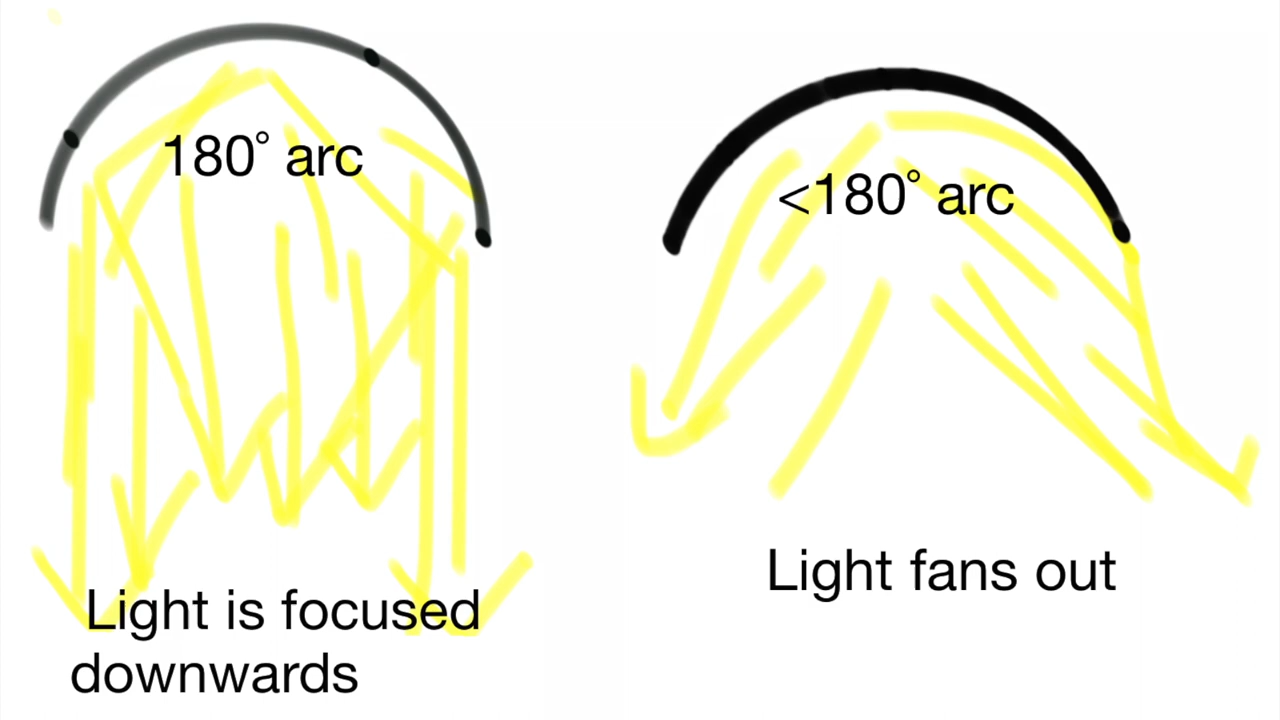 180° arc
<180° arc
Light is focused
downwards
Light fans out